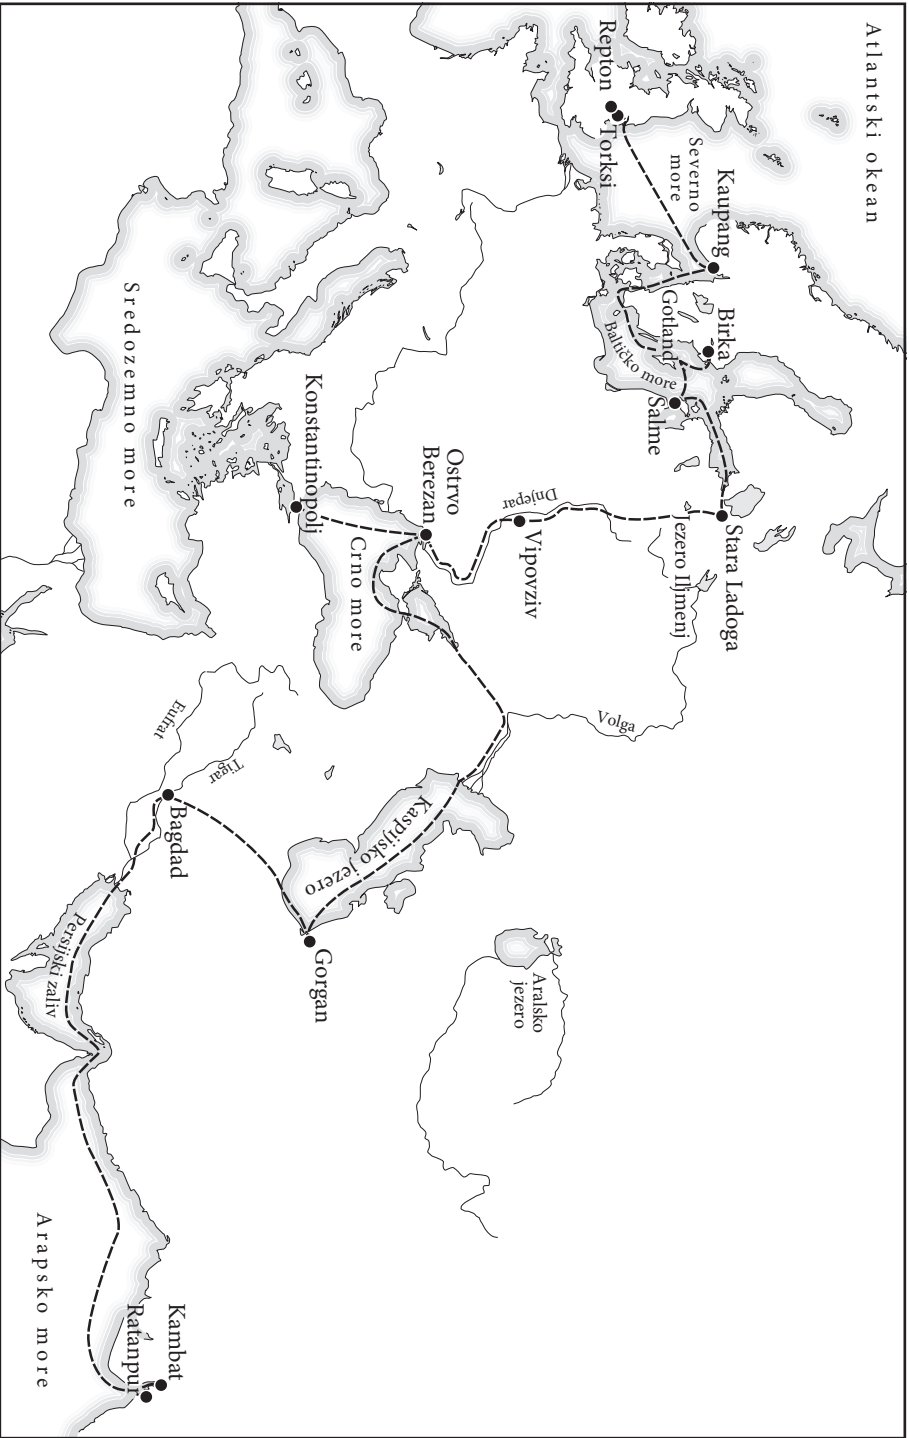 Atlantski okean
Repton
Torksi
Severno
more
Kaupang
Birka
Gotland
Baltičko more
Salme
Stara Ladoga
Jezero Iljmenj
Dnjepar
Vipovziv
Volga
Ostrvo
Berezan
Konstantinopolj
Crno more
Sredozemno more
Eufrat
Tigar
Bagdad
Kaspijsko jezero
Gorgan
Aralsko
jezero
Persijski zaliv
Arapsko more
Kambat
Ratanpur